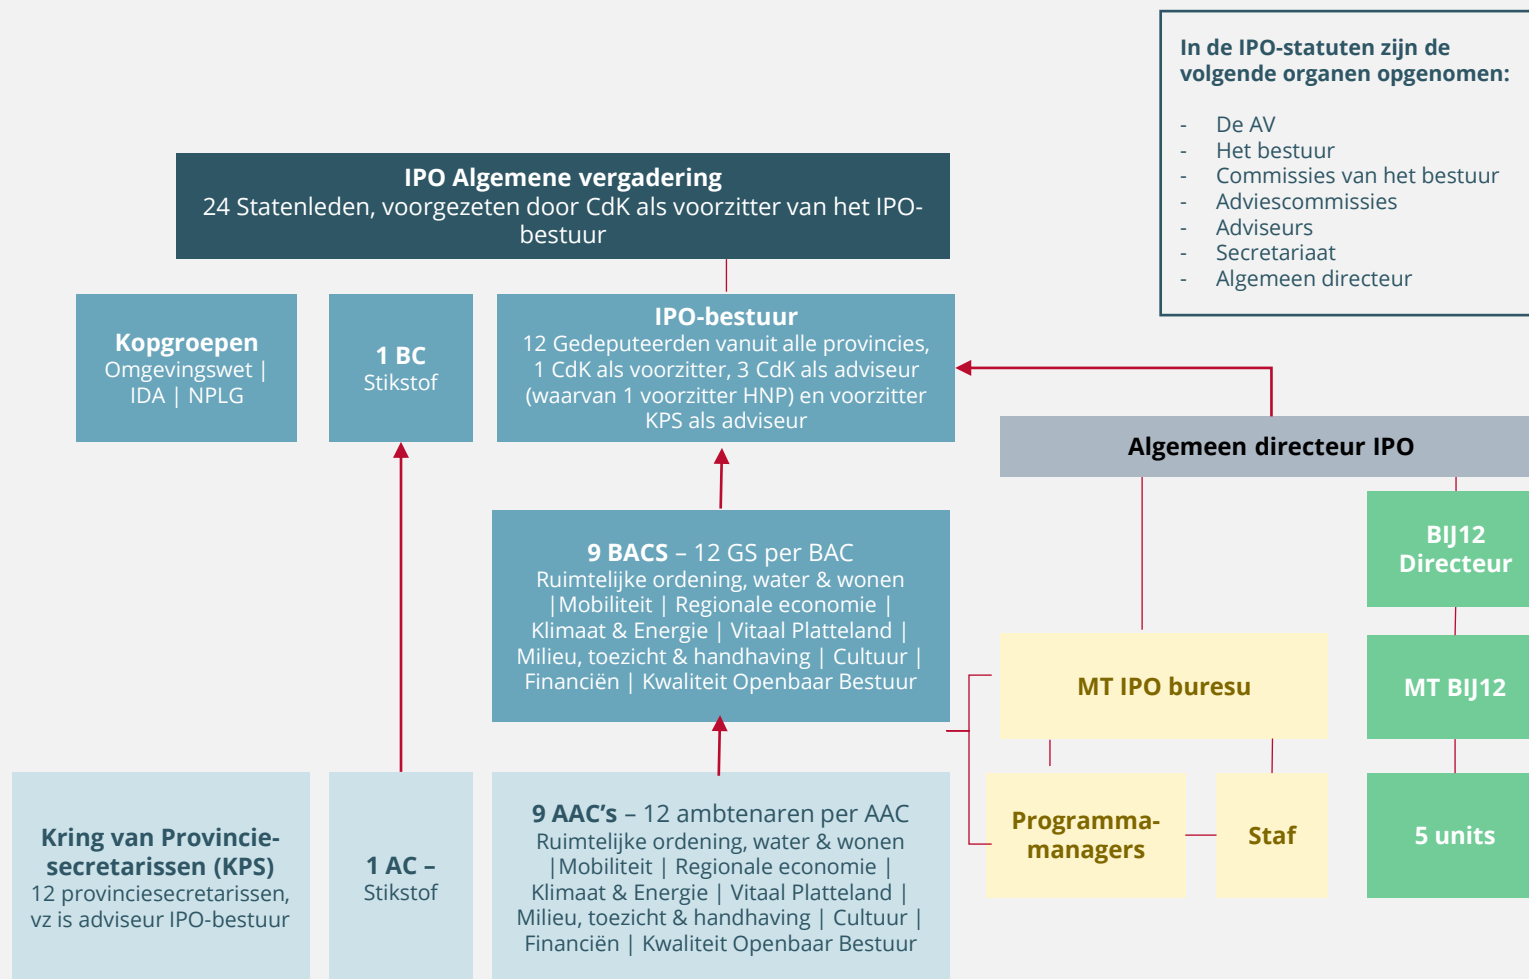 In de IPO-statuten zijn de
volgende organen opgenomen:
- De AV
- Het bestuur
- Commissies van het bestuur
- Adviescommissies
- Adviseurs
- Secretariaat
- Algemeen directeur
IPO Algemene vergadering
24 Statenleden, voorgezeten door CdK als voorzitter van het IPO-
bestuur
Kopgroepen
Omgevingswet |
IDA | NPLG
1 BC
Stikstof
IPO-bestuur
12 Gedeputeerden vanuit alle provincies,
1 CdK als voorzitter, 3 CdK als adviseur
(waarvan 1 voorzitter HNP) en voorzitter
KPS als adviseur
Algemeen directeur IPO
9 BACS – 12 GS per BAC
Ruimtelijke ordening, water & wonen
|Mobiliteit | Regionale economie |
Klimaat & Energie | Vitaal Platteland |
Milieu, toezicht & handhaving | Cultuur |
Financiën | Kwaliteit Openbaar Bestuur
BIJ12
Directeur
MT IPO buresu
MT BIJ12
Kring van Provincie-
secretarissen (KPS)
12 provinciesecretarissen,
vz is adviseur IPO-bestuur
1 AC –
Stikstof
9 AAC’s – 12 ambtenaren per AAC
Ruimtelijke ordening, water & wonen
|Mobiliteit | Regionale economie |
Klimaat & Energie | Vitaal Platteland |
Milieu, toezicht & handhaving | Cultuur |
Financiën | Kwaliteit Openbaar Bestuur
Programma-
managers
Staf
5 units